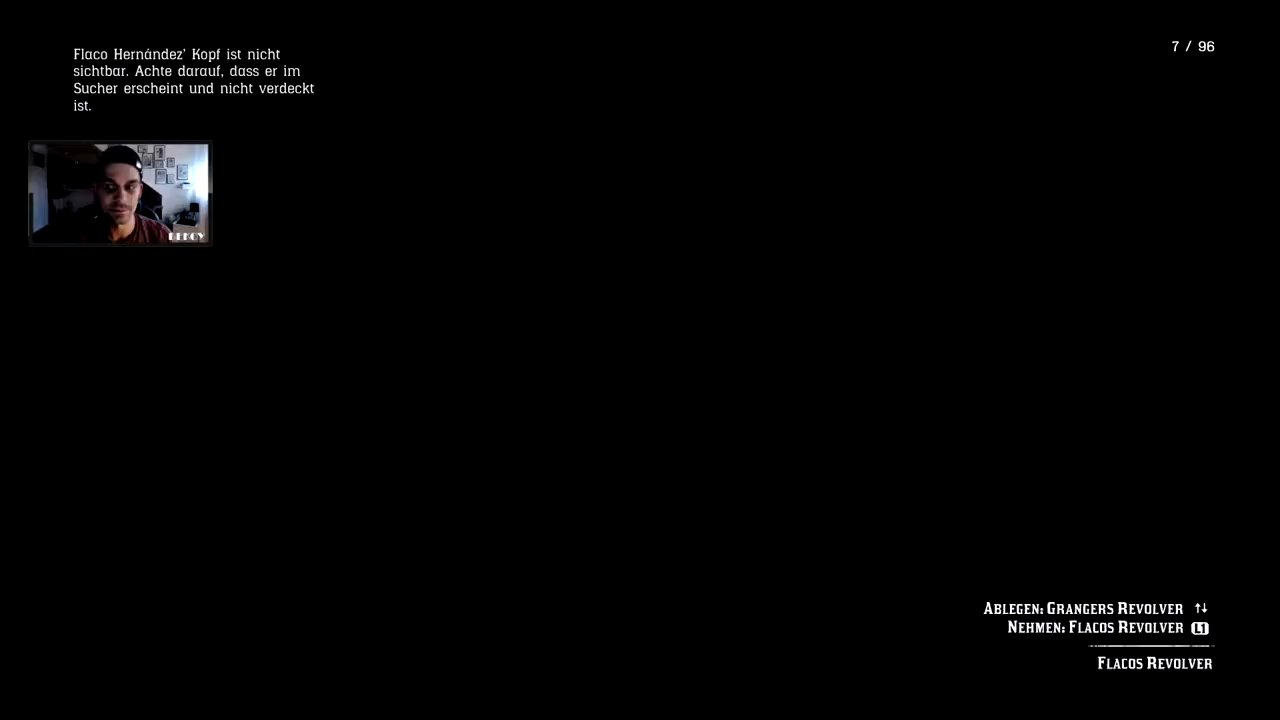 Flaco Hernández' Kopf ist nicht
sichtbar. Achte darauf, dass er im
Sucher erscheint und nicht verdeckt
ist.
7 / 96
Ablegen: Grangers Revolver
Nehmen: Flacos Revolver L1
Flacos Revolver